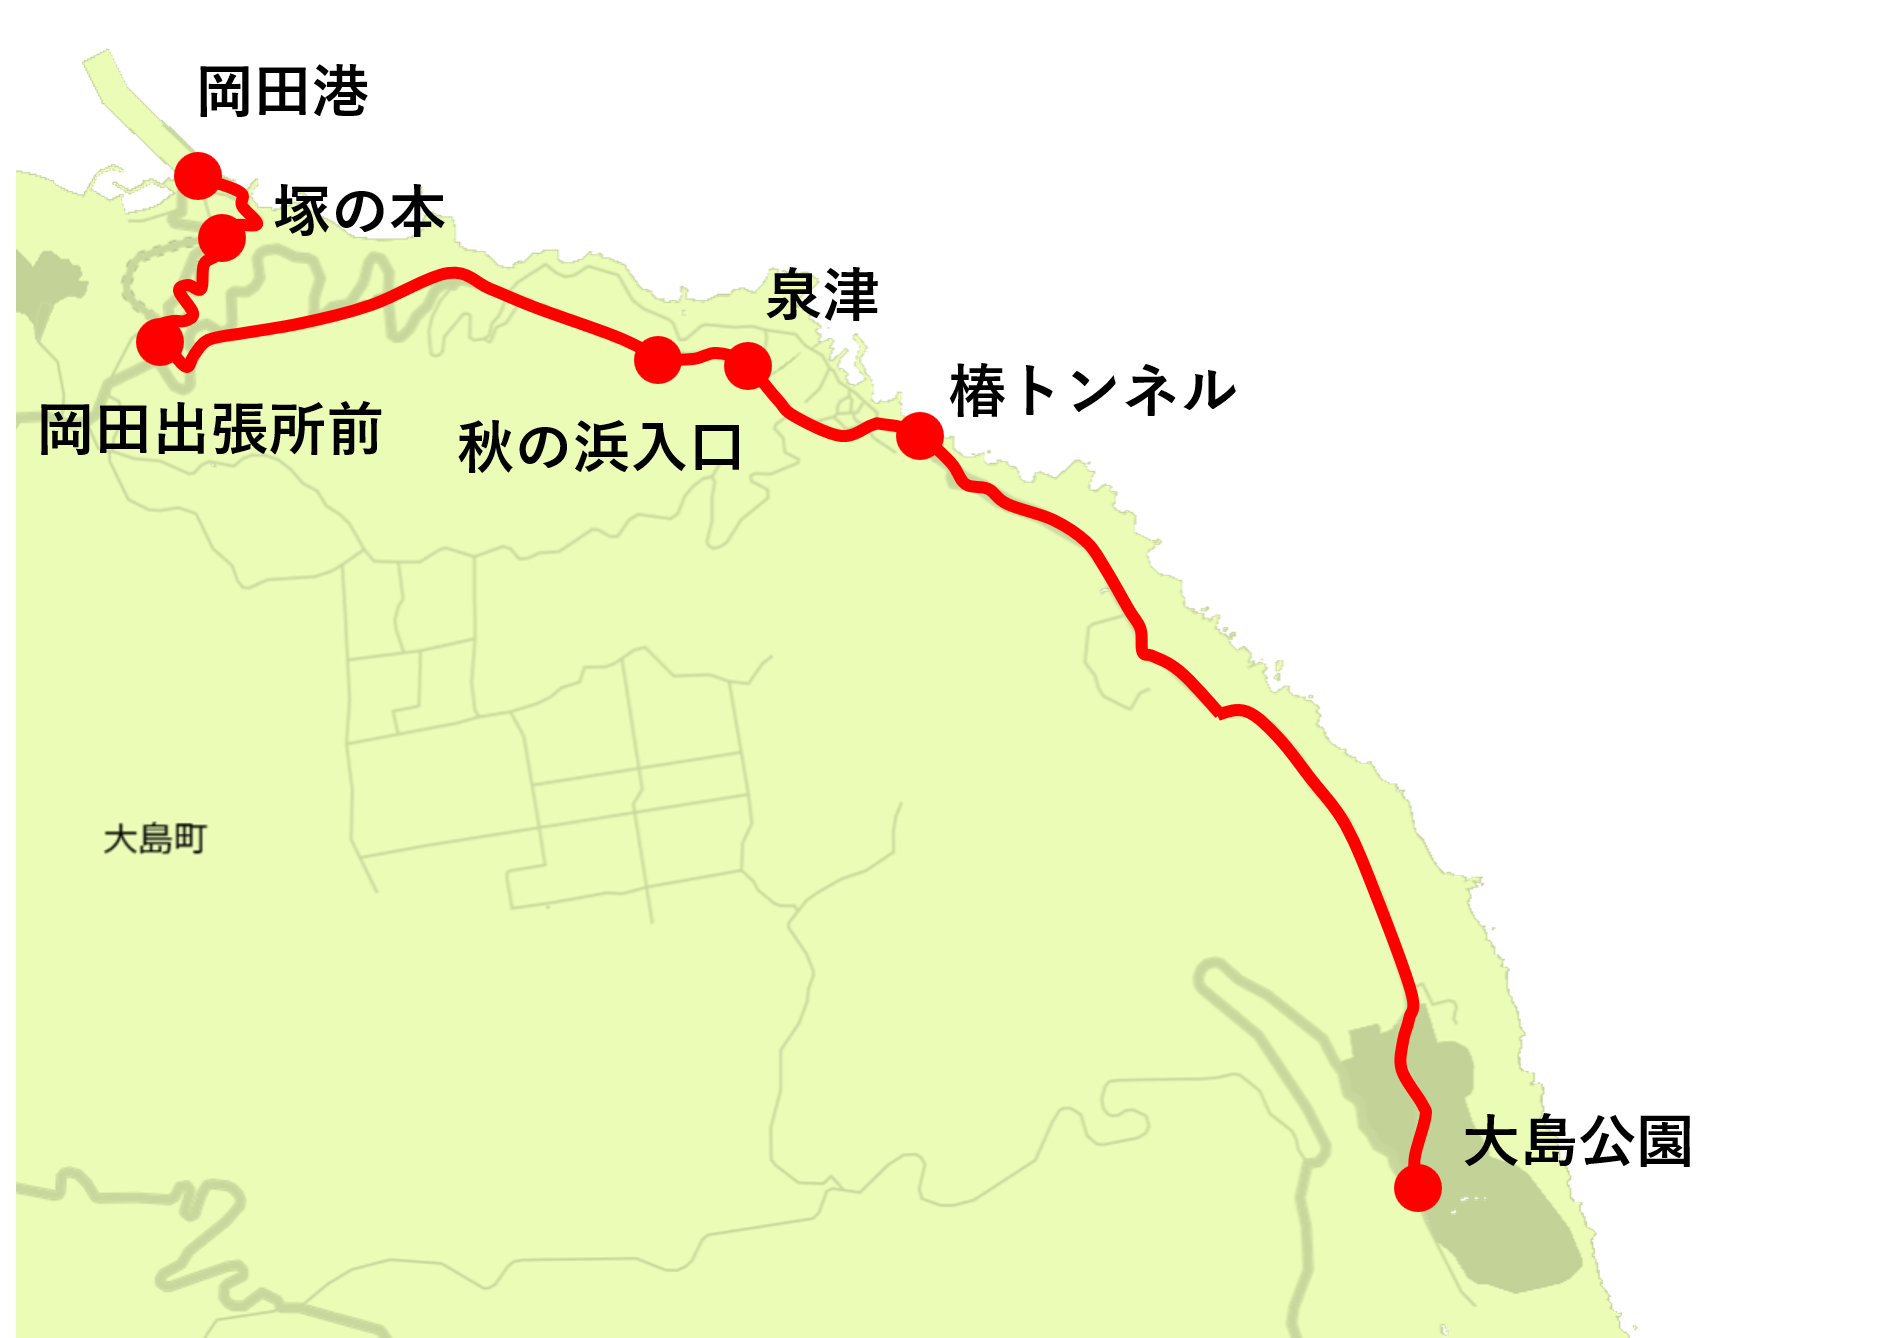 岡田港
塚の本
泉津
椿トンネル
岡田出張所前
秋の浜入口
大島町
大島公園